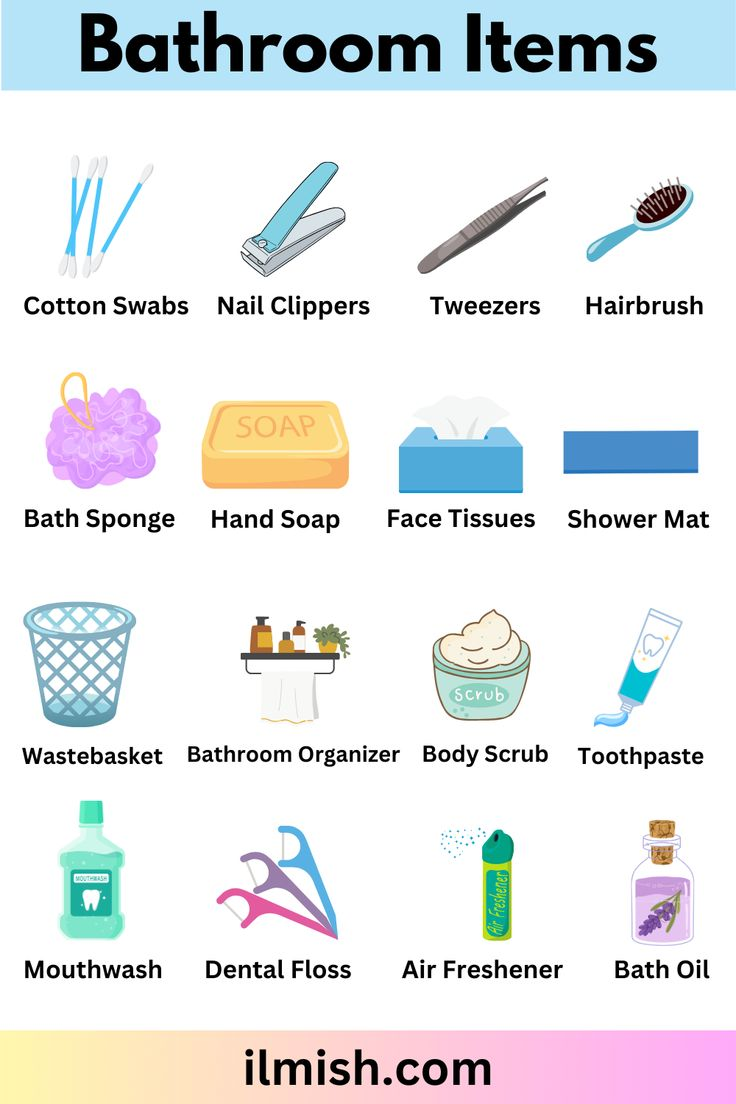 Bathroom Items
Cotton Swabs
Nail Clippers
Tweezers
Hairbrush
SOAP
Bath Sponge
Hand Soap
Face Tissues
Shower Mat
scrub
Wastebasket
Bathroom Organizer
Body Scrub
Toothpaste
MOUTHWASH
Air Freshener
Mouthwash
Dental Floss
Air Freshener
Bath Oil
ilmish.com